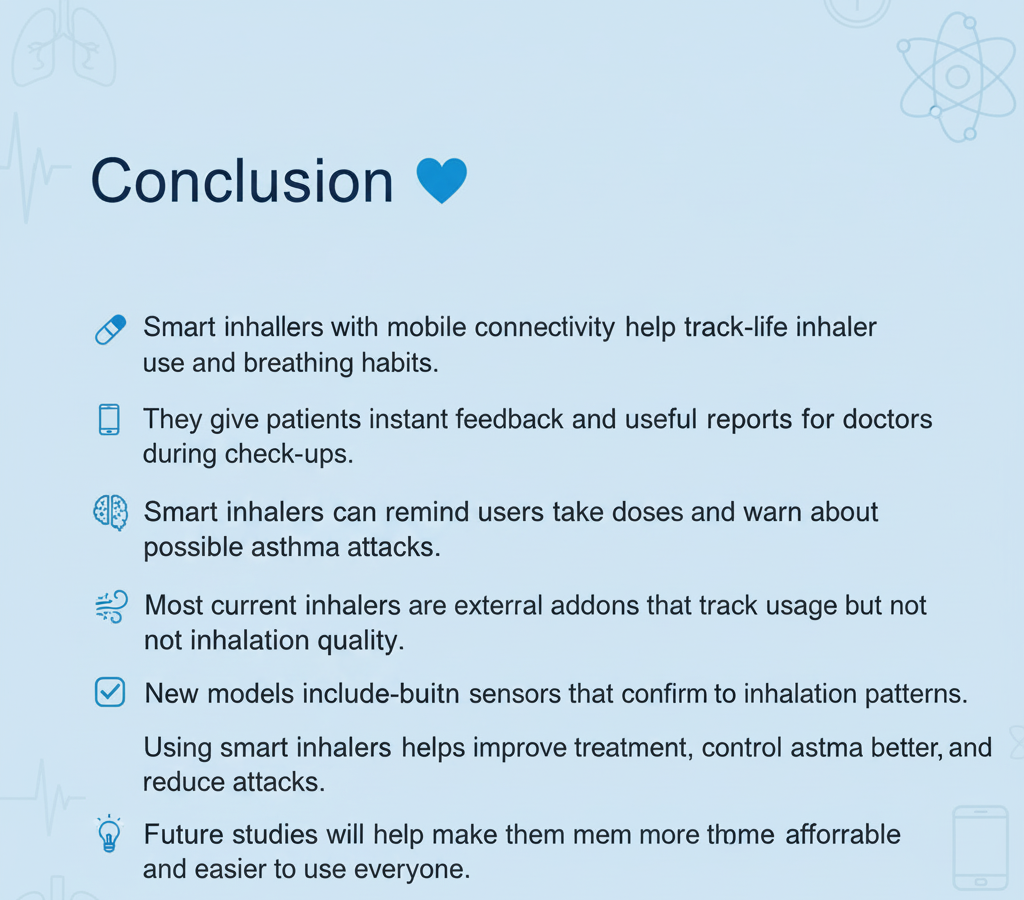 Conclusion
Smart inhallers with mobile connectivity help track-life inhaler
use and breathing habits.
They give patients instant feedback and useful reports for doctors
during check-ups.
Smart inhalers can remind users take doses and warn about
possible asthma attacks.
Most current inhalers are exterral addons that track usage but not
not inhalation quality.
New models include-buitn sensors that confirm to inhalation patterns.
Using smart inhalers helps improve treatment, control astma better, and
reduce attacks.
Future studies will help make them mem more thome afforrable
and easier to use everyone.